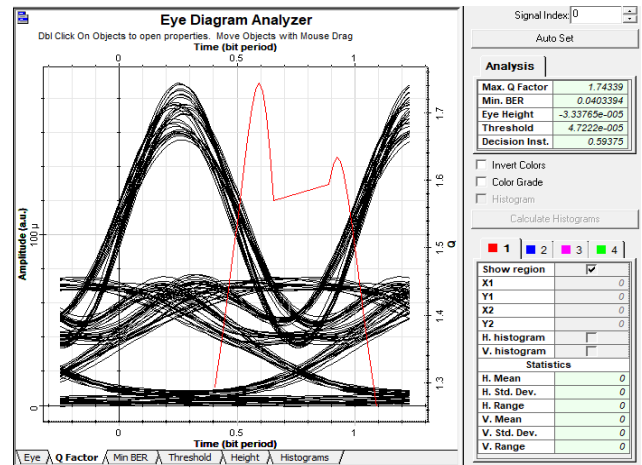 Eye Diagram Analyzer
Dbl Click On Objects to open properties. Move Objects with Mouse Drag
Time (bit period)
0 0.5 1
Amplitude (a.u.)
100 µ
0
Q
1.7
1.6
1.5
1.4
1.3
0 0.5 1
Time (bit period)
Eye Q Factor Min BER Threshold Height Histograms
Signal Index: 0
Auto Set
Analysis
Max. Q Factor 1.74339
Min. BER 0.0403394
Eye Height -3.33765e-005
Threshold 4.7222e-005
Decision Inst. 0.59375
Invert Colors
Color Grade
Histogram
Calculate Histograms
1 2 3 4
Show region
X1 0
Y1 0
X2 0
Y2 0
H. histogram
V. histogram
Statistics
H. Mean 0
H. Std. Dev. 0
H. Range 0
V. Mean 0
V. Std. Dev. 0
V. Range 0